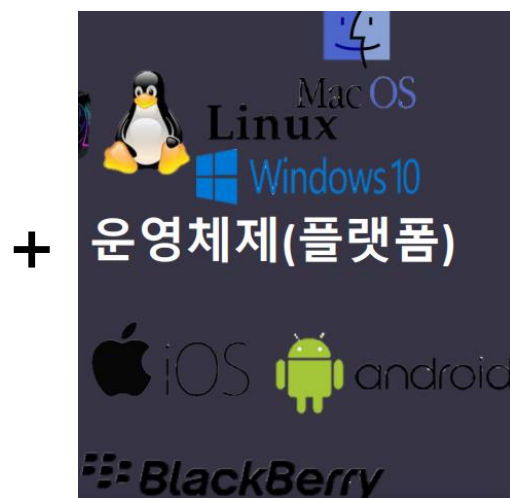 Mac OS
Linux
Windows 10
+ 운영체제(플랫폼)
iOS android
BlackBerry